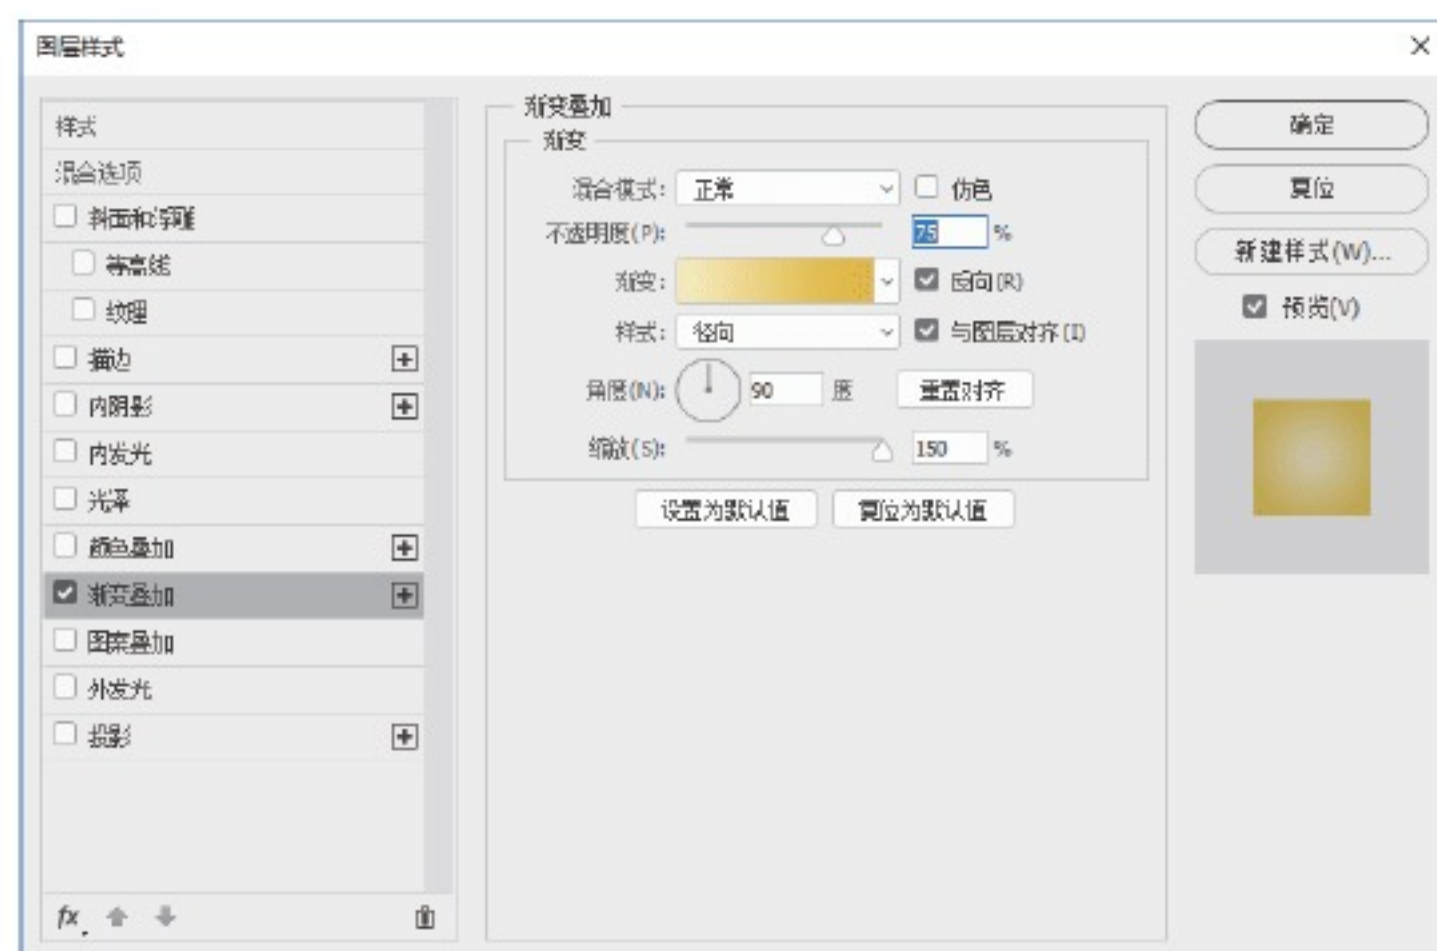 图层样式
样式
混合选项
斜面和浮雕
等高线
纹理
描边
内阴影
内发光
光泽
颜色叠加
渐变叠加
图案叠加
外发光
投影
fx
渐变叠加
渐变
混合模式: 正常 仿色
不透明度(P): 75 %
渐变: 反向(R)
样式: 径向 与图层对齐(I)
角度(N): 90 度 重置对齐
缩放(S): 150 %
设置为默认值 复位为默认值
确定
复位
新建样式(W)...
预览(V)